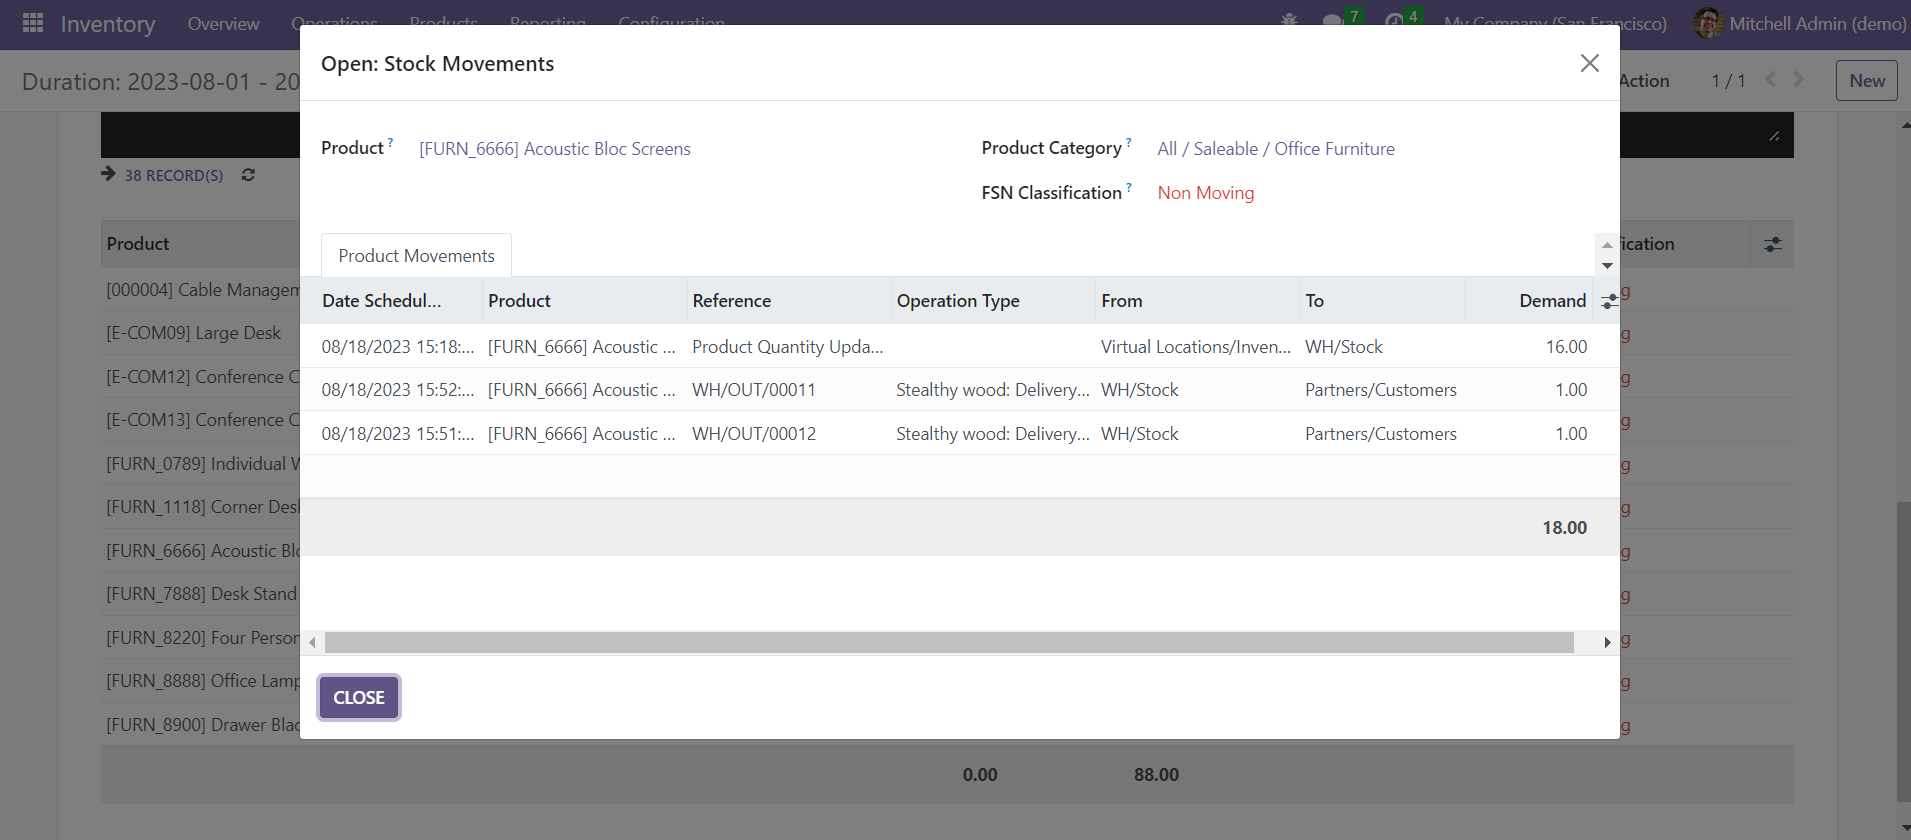 Inventory Overview Operations Products Reporting Configuration 7 4 My Company (San Francisco) Mitchell Admin (demo)
Open: Stock Movements
Duration: 2023-08-01 - 20 Action 1 / 1 New
Product ? [FURN_6666] Acoustic Bloc Screens Product Category ? All / Saleable / Office Furniture
38 RECORD(S)
FSN Classification ? Non Moving
Product ication
Product Movements
Date Schedul... Product Reference Operation Type From To Demand
[000004] Cable Managem g
08/18/2023 15:18:... [FURN_6666] Acoustic ... Product Quantity Upda... Virtual Locations/Inven... WH/Stock 16.00
[E-COM09] Large Desk g
[E-COM12] Conference C g
08/18/2023 15:52:... [FURN_6666] Acoustic ... WH/OUT/00011 Stealthy wood: Delivery... WH/Stock Partners/Customers 1.00
[E-COM13] Conference C g
08/18/2023 15:51:... [FURN_6666] Acoustic ... WH/OUT/00012 Stealthy wood: Delivery... WH/Stock Partners/Customers 1.00
[FURN_0789] Individual W g
[FURN_1118] Corner Desk g
18.00
[FURN_6666] Acoustic Blo g
[FURN_7888] Desk Stand g
[FURN_8220] Four Person g
[FURN_8888] Office Lamp g
CLOSE
[FURN_8900] Drawer Blac g
0.00 88.00